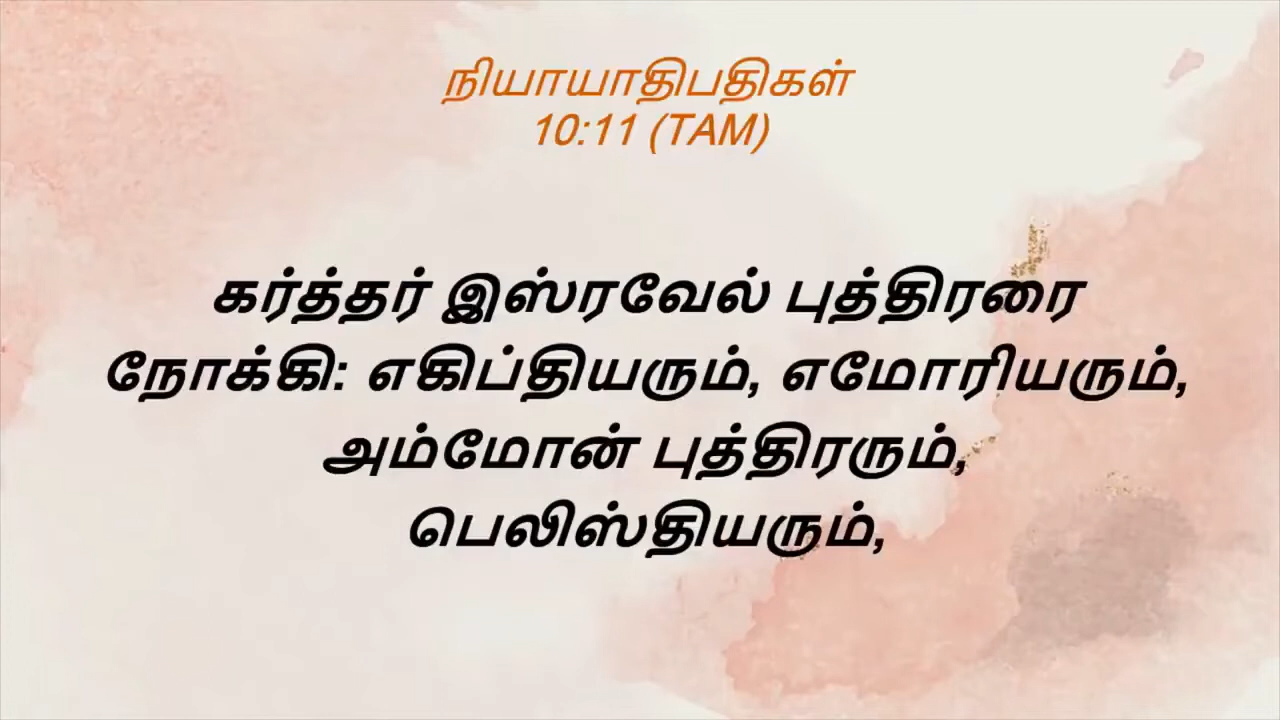 நியாயாதிபதிகள்
10:11 (TAM)
கர்த்தர் இஸ்ரவேல் புத்திரரை
நோக்கி: எகிப்தியரும், எமோரியரும்,
அம்மோன் புத்திரரும்,
பெலிஸ்தியரும்,